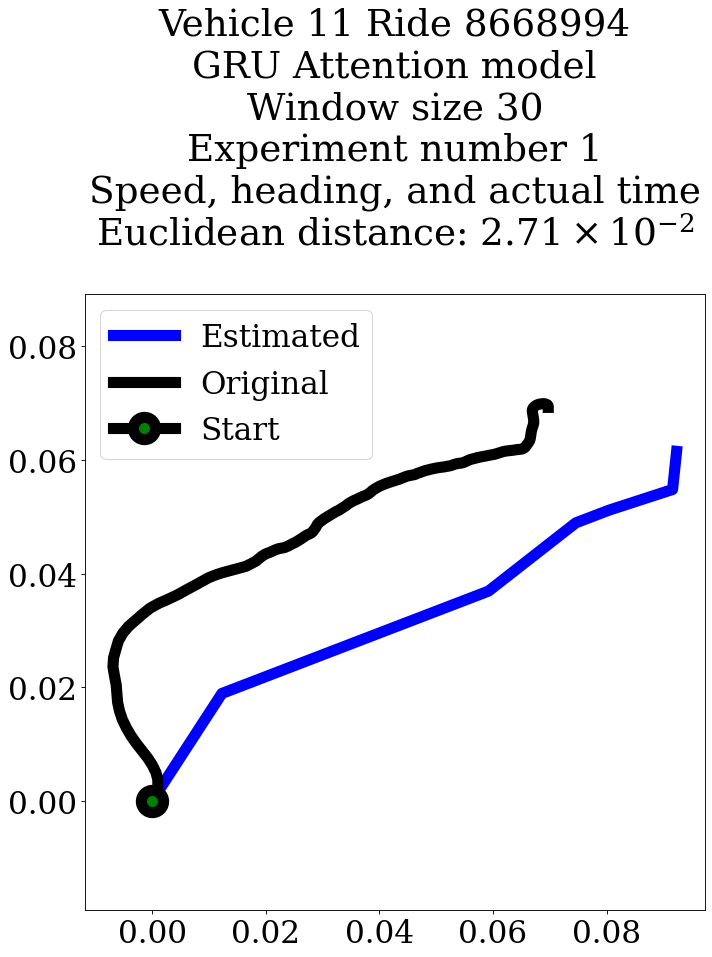 Vehicle 11 Ride 8668994
GRU Attention model
Window size 30
Experiment number 1
Speed, heading, and actual time
Euclidean distance: 2.71 × 10⁻²
Estimated
Original
Start
0.08
0.06
0.04
0.02
0.00
0.00 0.02 0.04 0.06 0.08